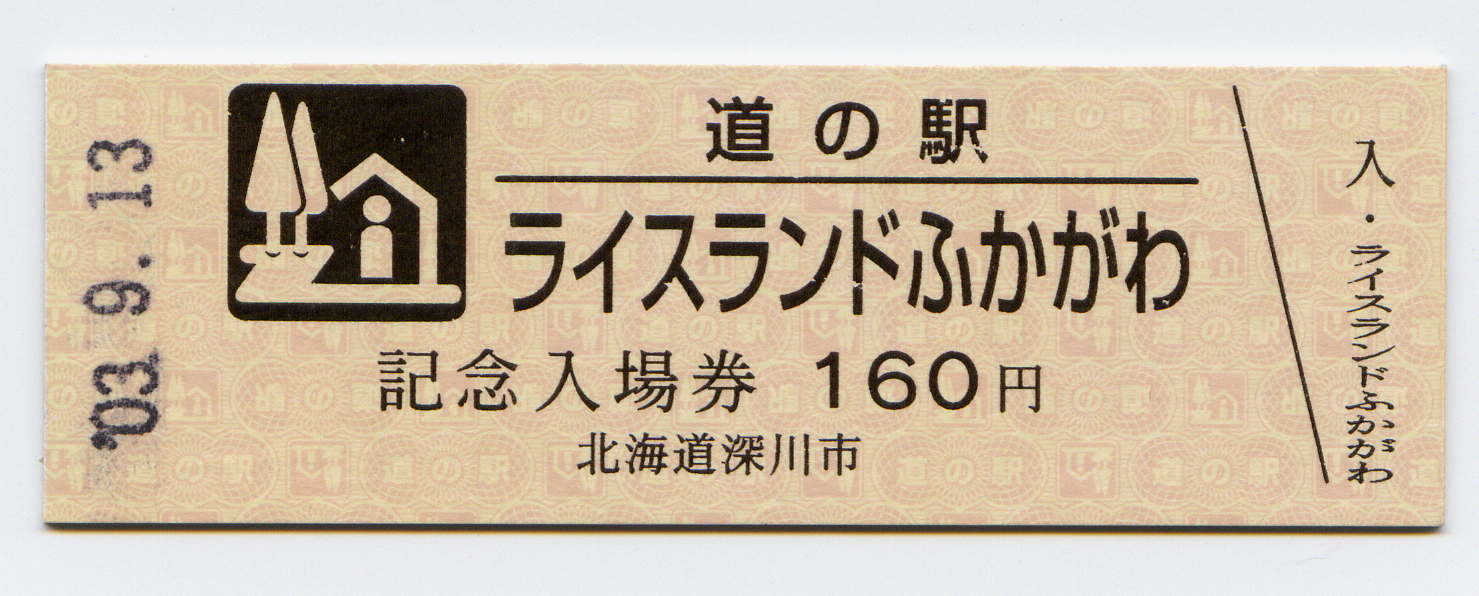 '03. 9. 13
道の駅
ライスランドふかがわ
記念入場券 160円
北海道深川市
入・ライスランドふかがわ